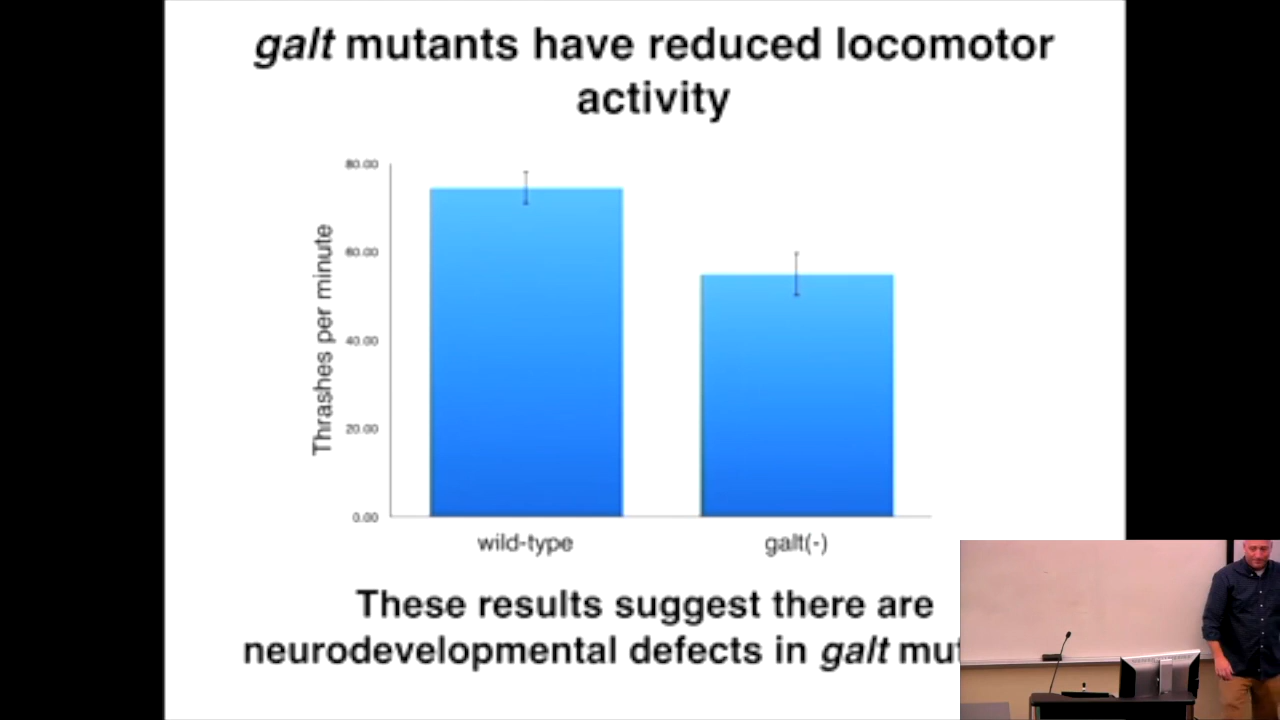 galt mutants have reduced locomotor
activity
80.00
60.00
40.00
20.00
0.00
Thrashes per minute
wild-type
galt(-)
These results suggest there are
neurodevelopmental defects in galt